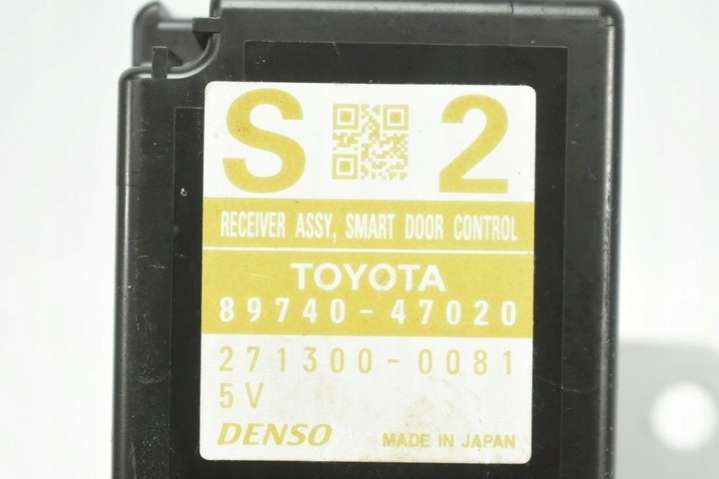 S 2
RECEIVER ASSY, SMART DOOR CONTROL
TOYOTA
89740-47020
271300-0081
5V
DENSO MADE IN JAPAN